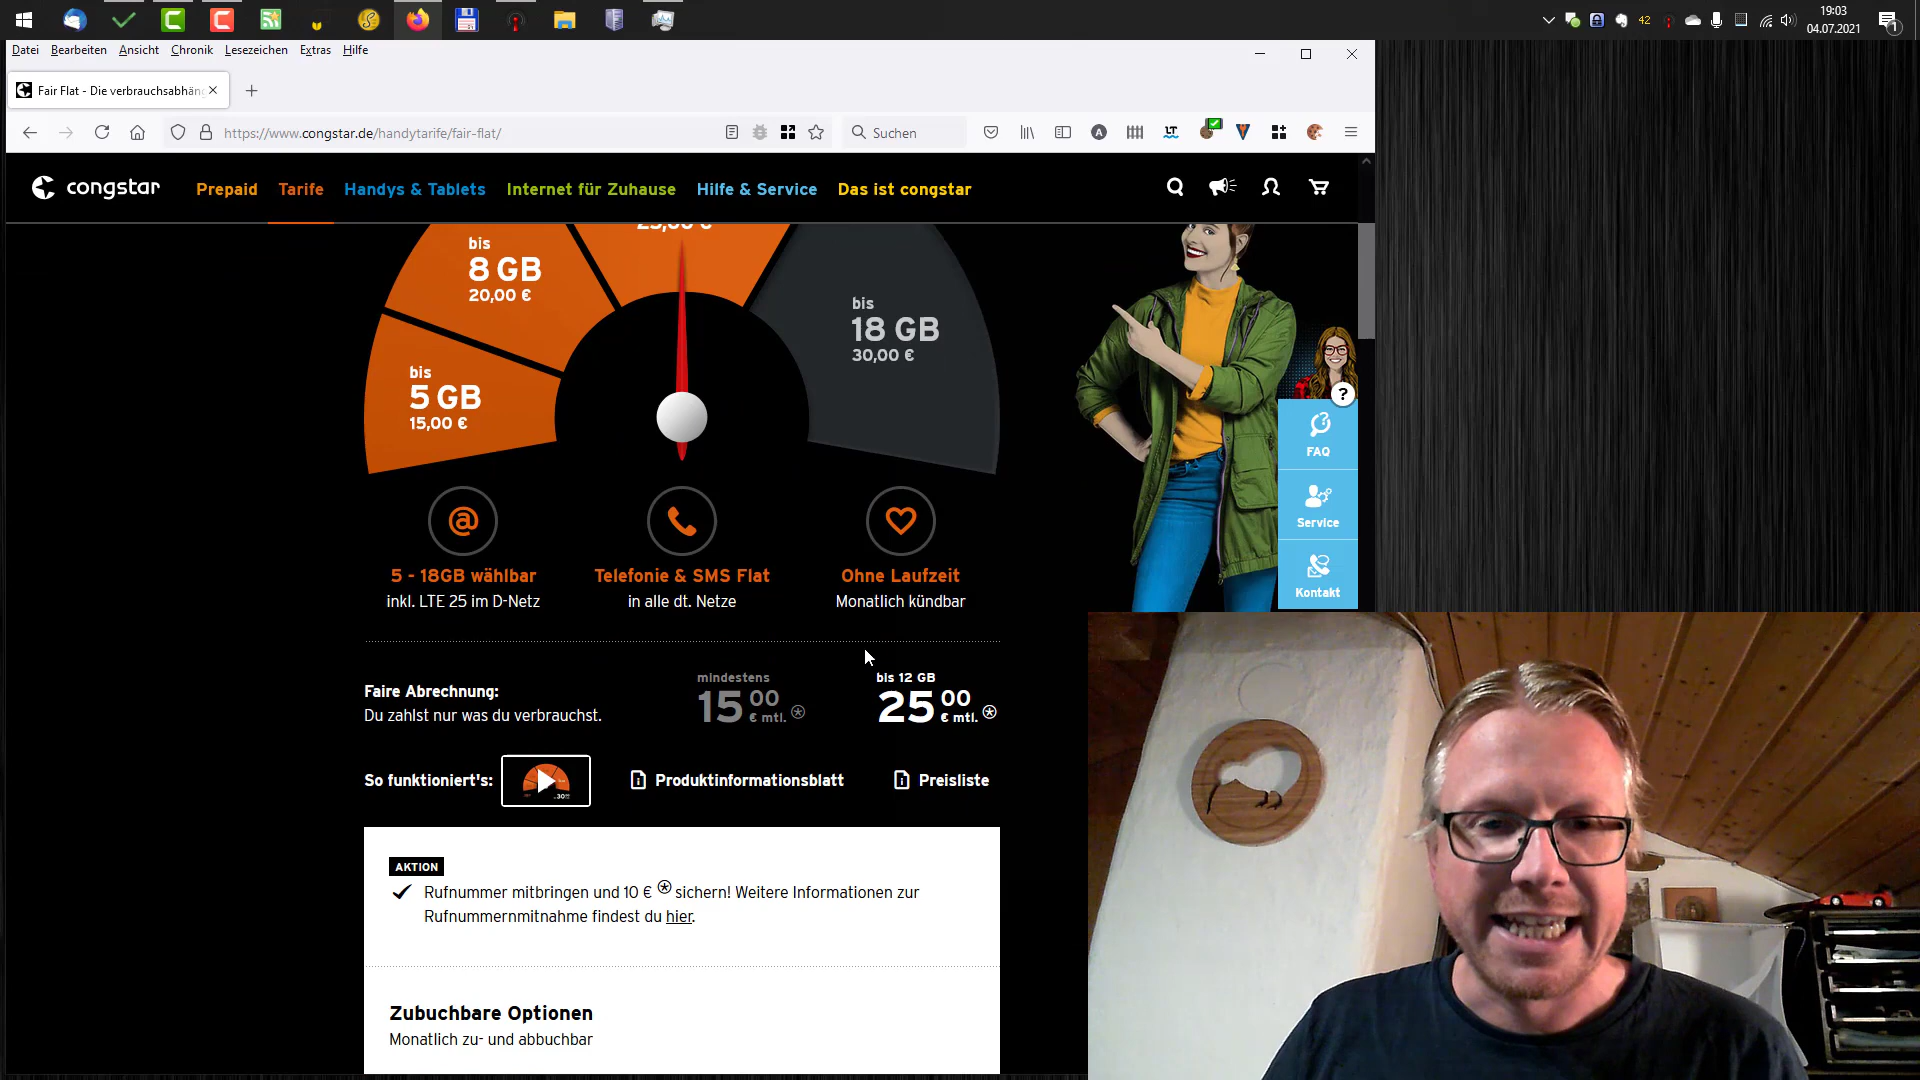 19:03
42
04.07.2021
1
Datei Bearbeiten Ansicht Chronik Lesezeichen Extras Hilfe
Fair Flat - Die verbrauchsabhäng
https://www.congstar.de/handytarife/fair-flat/
Suchen
congstar
Prepaid
Tarife
Handys & Tablets
Internet für Zuhause
Hilfe & Service
Das ist congstar
bis
8 GB
20,00 €
bis
18 GB
30,00 €
bis
5 GB
15,00 €
?
FAQ
Service
Kontakt
5 - 18GB wählbar
inkl. LTE 25 im D-Netz
Telefonie & SMS Flat
in alle dt. Netze
Ohne Laufzeit
Monatlich kündbar
Faire Abrechnung:
Du zahlst nur was du verbrauchst.
mindestens
15 00 € mtl.
bis 12 GB
25 00 € mtl.
So funktioniert's:
Produktinformationsblatt
Preisliste
AKTION
Rufnummer mitbringen und 10 € sichern! Weitere Informationen zur
Rufnummernmitnahme findest du hier.
Zubuchbare Optionen
Monatlich zu- und abbuchbar